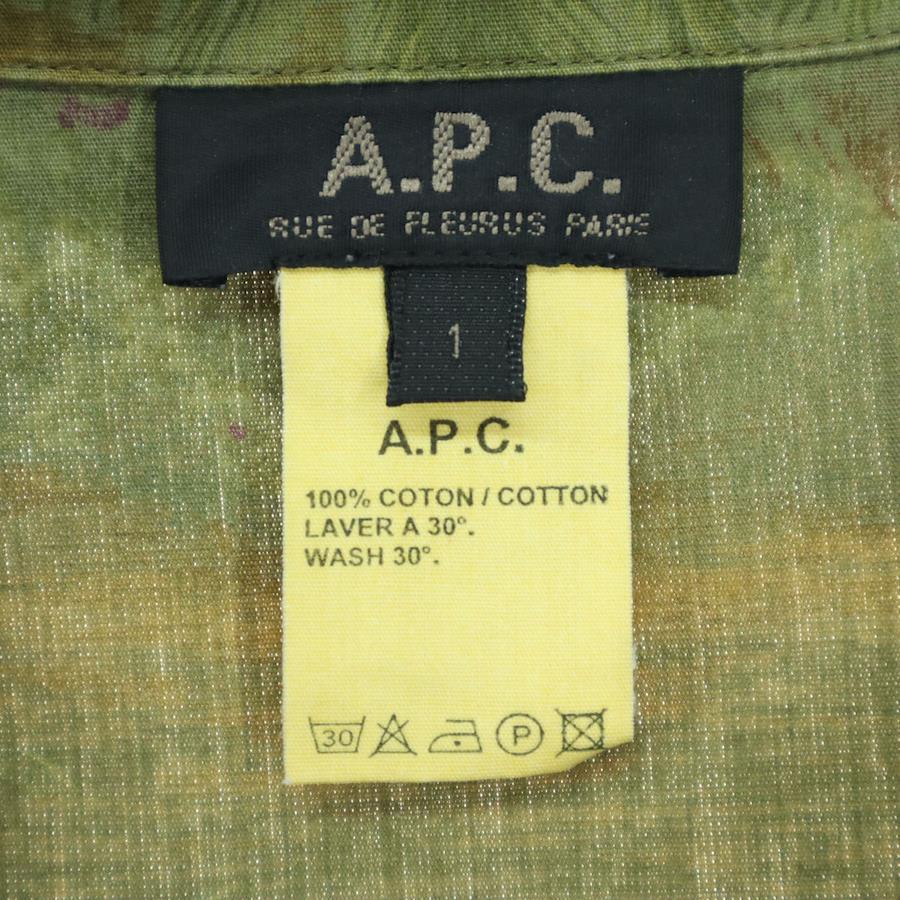 A.P.C.
RUE DE FLEURUS PARIS
1
A.P.C.
100% COTON / COTTON
LAVER A 30°.
WASH 30°.
30 P